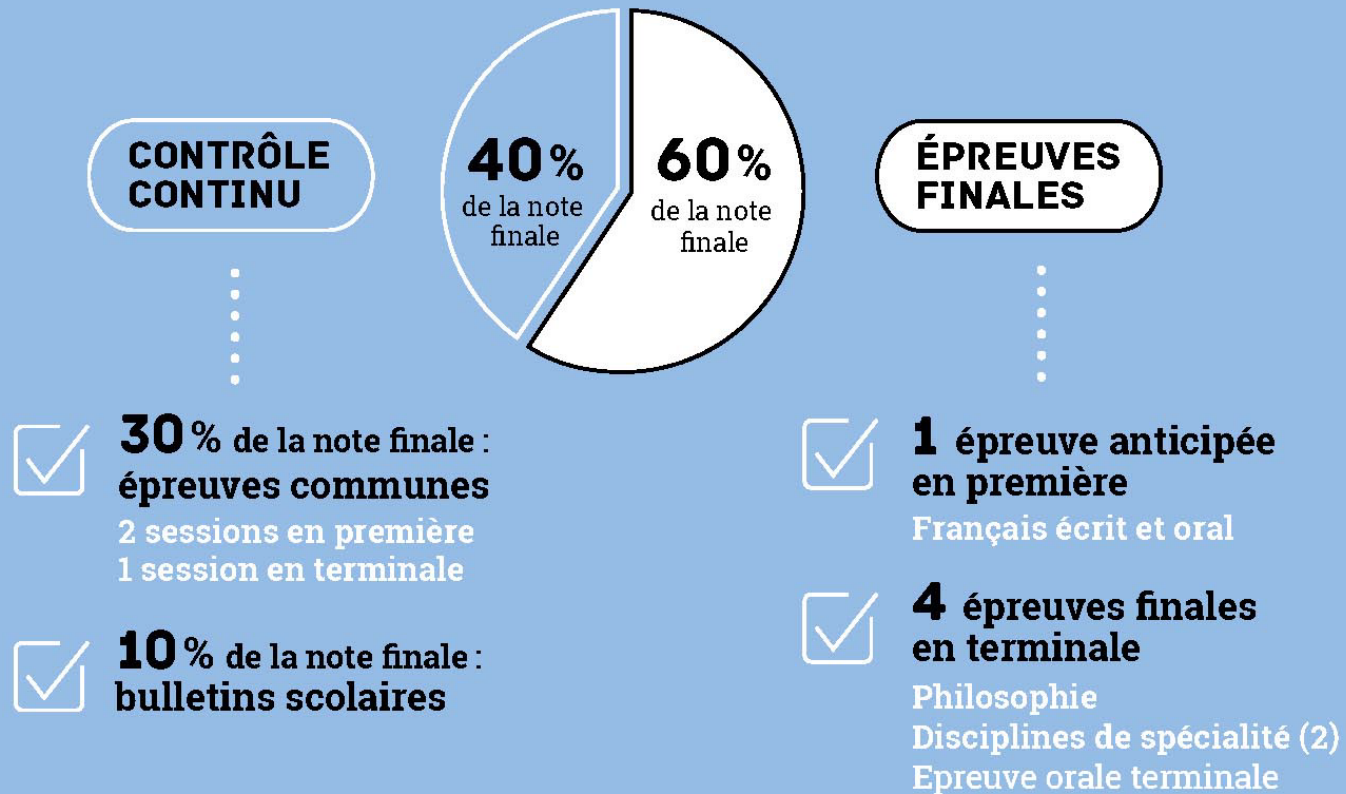 CONTRÔLE
CONTINU
40%
de la note
finale
60%
de la note
finale
ÉPREUVES
FINALES
30% de la note finale :
épreuves communes
2 sessions en première
1 session en terminale
10% de la note finale :
bulletins scolaires
1 épreuve anticipée
en première
Français écrit et oral
4 épreuves finales
en terminale
Philosophie
Disciplines de spécialité (2)
Epreuve orale terminale